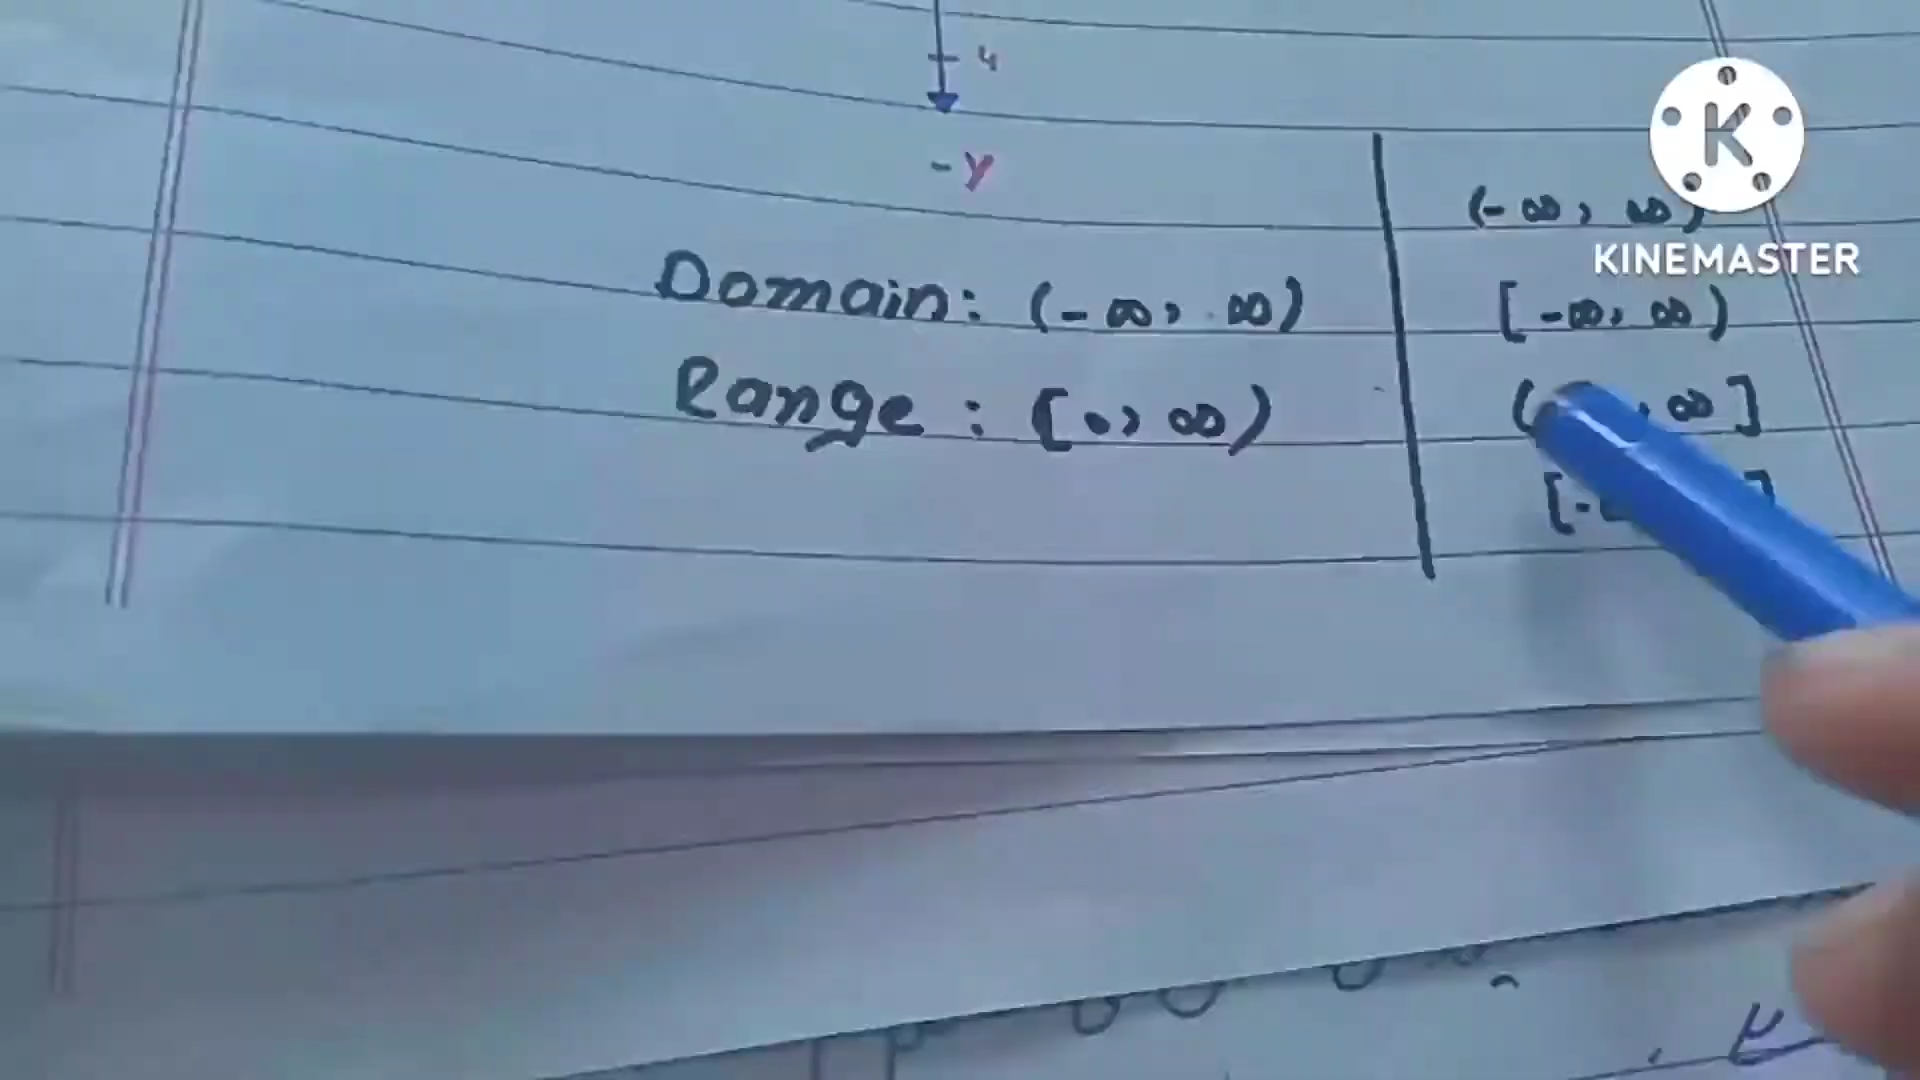 4
-Y
(-∞, ∞)
KINEMASTER
Domain: (-∞, ∞)
[-∞, ∞)
Range: [0, ∞)
( , ∞]
[- ]